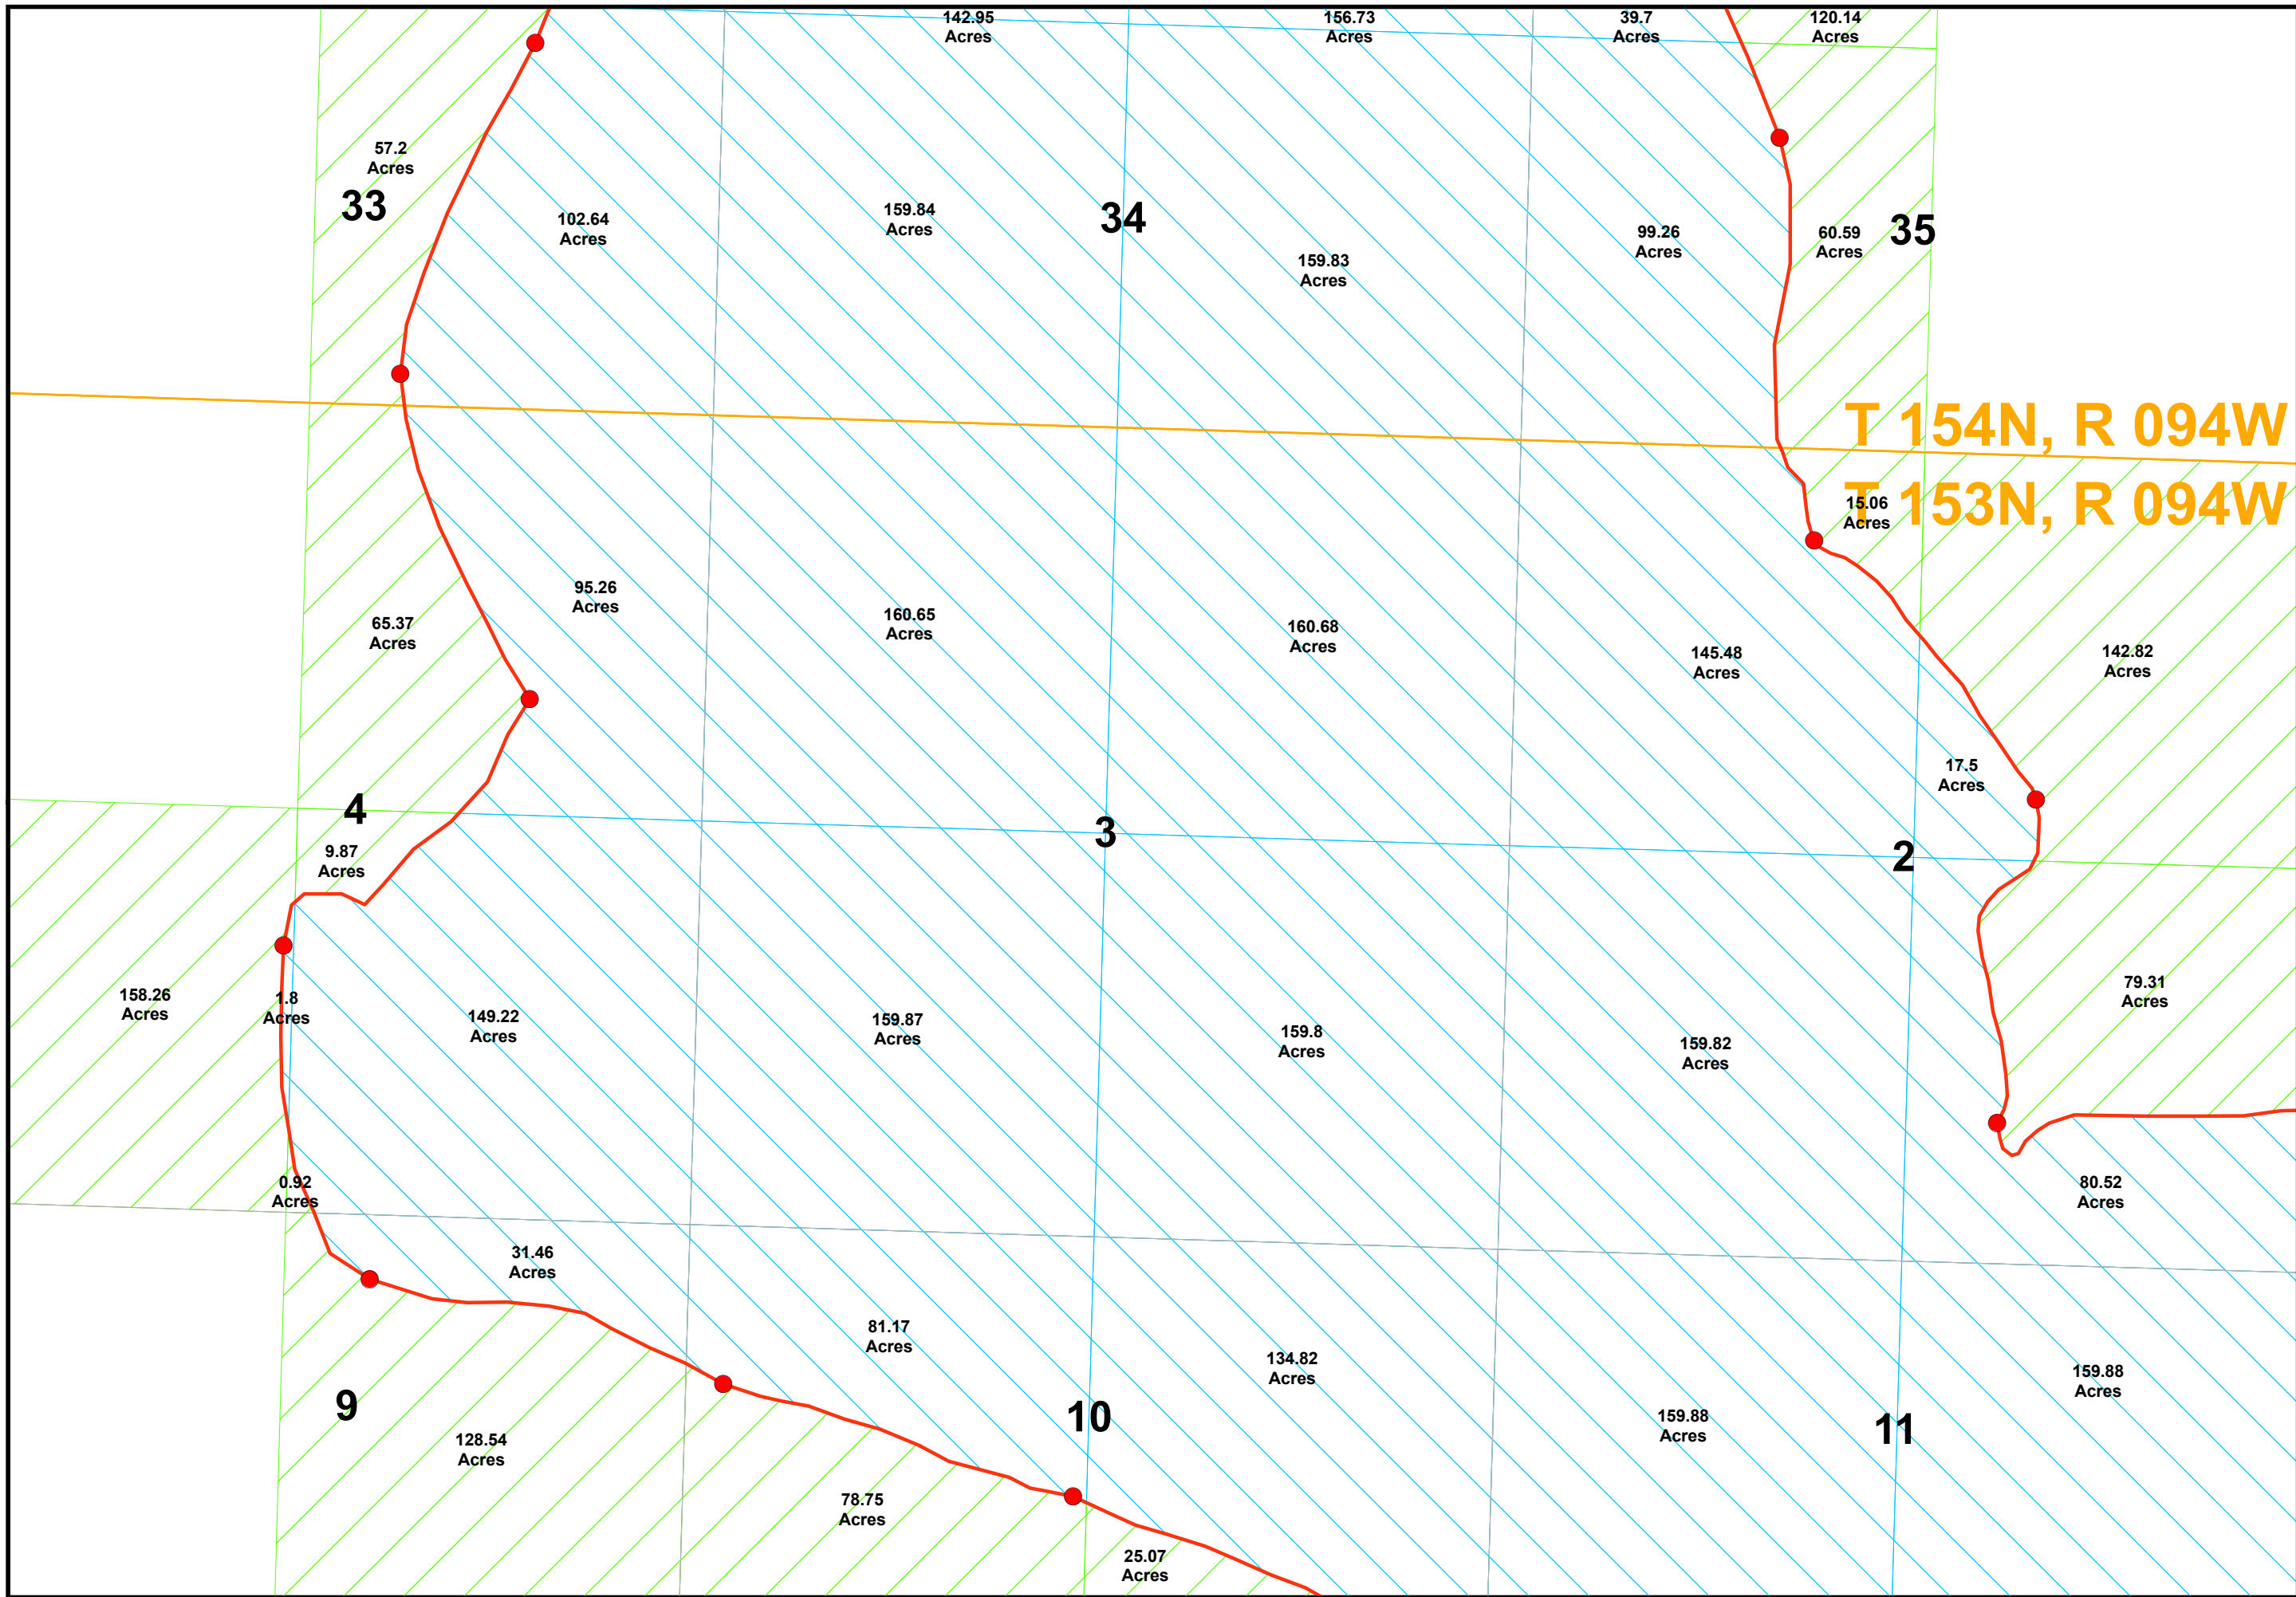 142.95
Acres
156.73
Acres
39.7
Acres
120.14
Acres
57.2
Acres
33
102.64
Acres
159.84
Acres
34
159.83
Acres
99.26
Acres
60.59
Acres
35
T 154N, R 094W
T 153N, R 094W
15.06
Acres
95.26
Acres
65.37
Acres
160.65
Acres
160.68
Acres
145.48
Acres
142.82
Acres
17.5
Acres
4
3
2
9.87
Acres
158.26
Acres
1.8
Acres
149.22
Acres
159.87
Acres
159.8
Acres
159.82
Acres
79.31
Acres
0.92
Acres
80.52
Acres
31.46
Acres
81.17
Acres
134.82
Acres
159.88
Acres
159.88
Acres
9
10
11
128.54
Acres
78.75
Acres
25.07
Acres